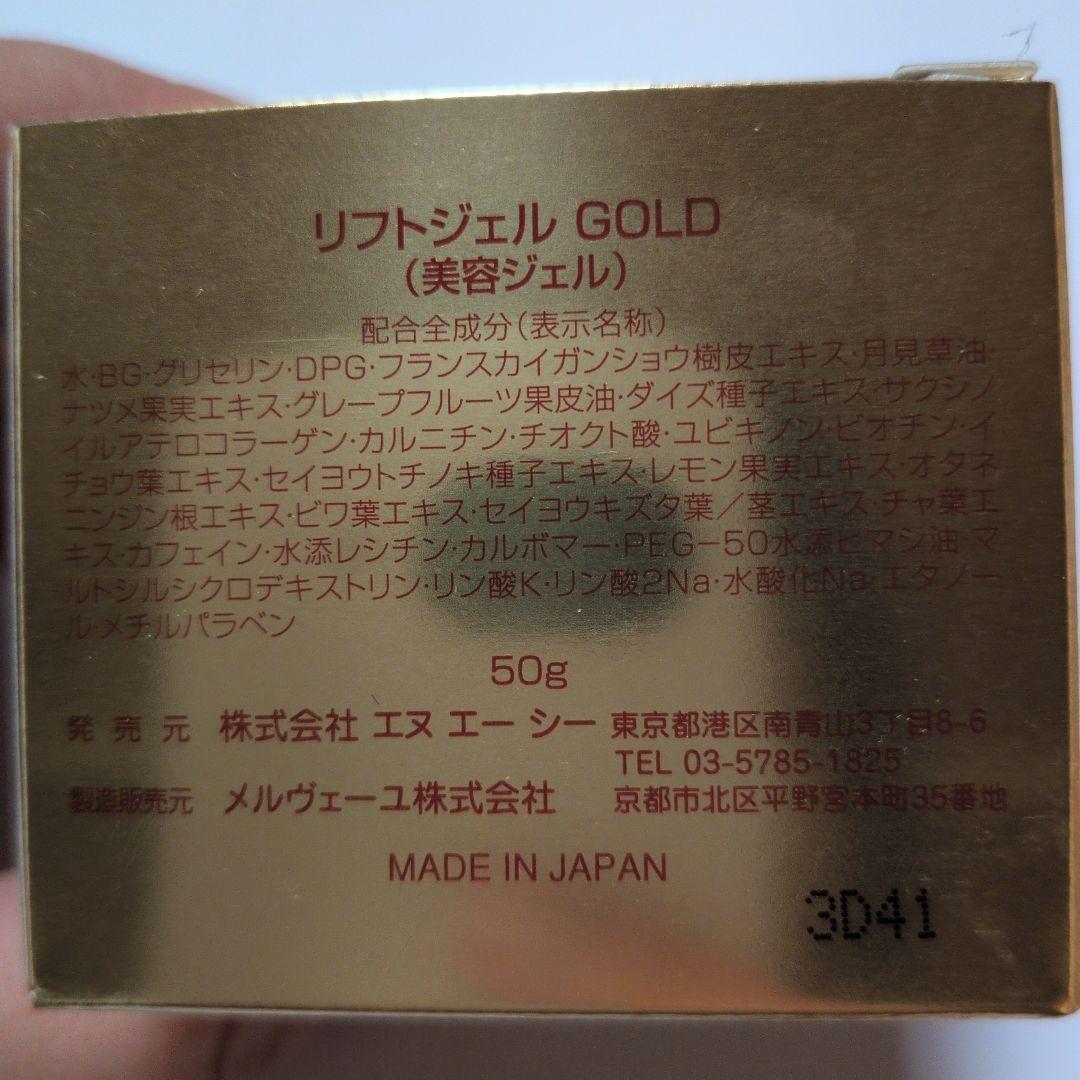 リフトジェル GOLD
(美容ジェル)
配合全成分(表示名称)
水・BG・グリセリン・DPG・フランスカイガンショウ樹皮エキス・月見草油・
ナツメ果実エキス・グレープフルーツ果皮油・ダイズ種子エキス・サクシノ
イルアテロコラーゲン・カルニチン・チオクト酸・ユビキノン・ビオチン・イ
チョウ葉エキス・セイヨウトチノキ種子エキス・レモン果実エキス・オタネ
ニンジン根エキス・ビワ葉エキス・セイヨウキズタ葉/茎エキス・チャ葉エ
キス・カフェイン・水添レシチン・カルボマー・PEG-50水添ヒマシ油・マ
ルトシルシクロデキストリン・リン酸K・リン酸2Na・水酸化Na・エタノー
ル・メチルパラベン
50g
発売元 株式会社 エヌ エー シー 東京都港区南青山3丁目8-6
TEL 03-5785-1825
製造販売元 メルヴェーユ株式会社 京都市北区平野宮本町35番地
MADE IN JAPAN
3D41